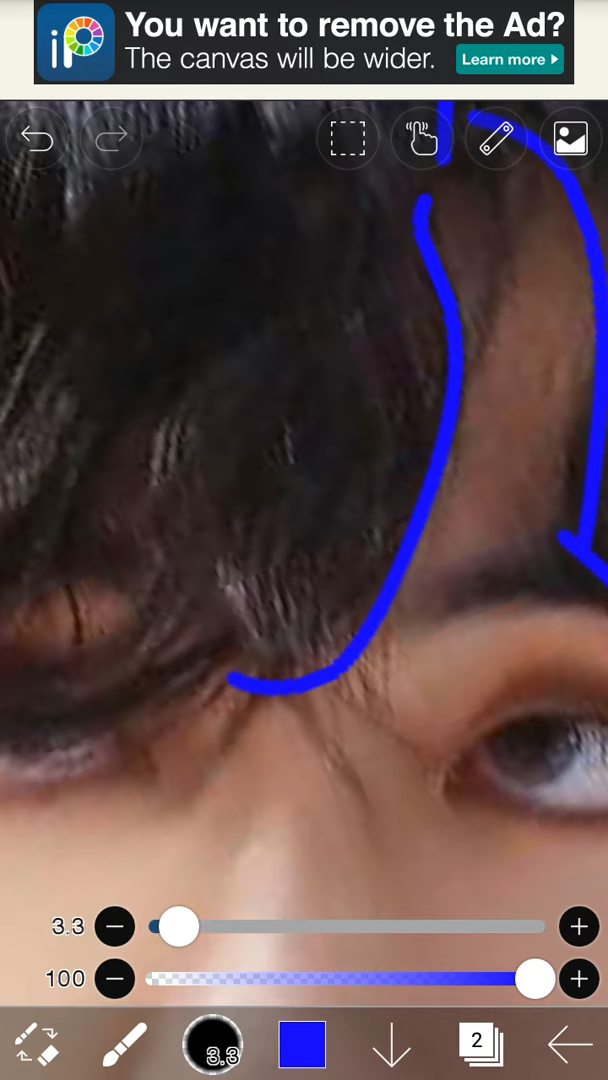 iP
You want to remove the Ad?
The canvas will be wider.
Learn more
3.3
100
3.3
2